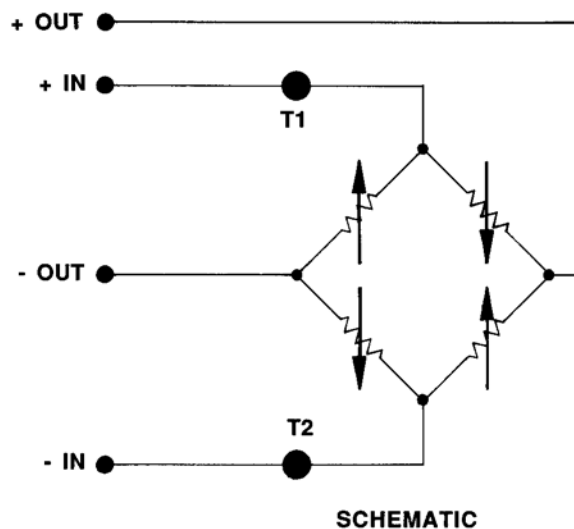 + OUT
+ IN
T1
- OUT
T2
- IN
SCHEMATIC